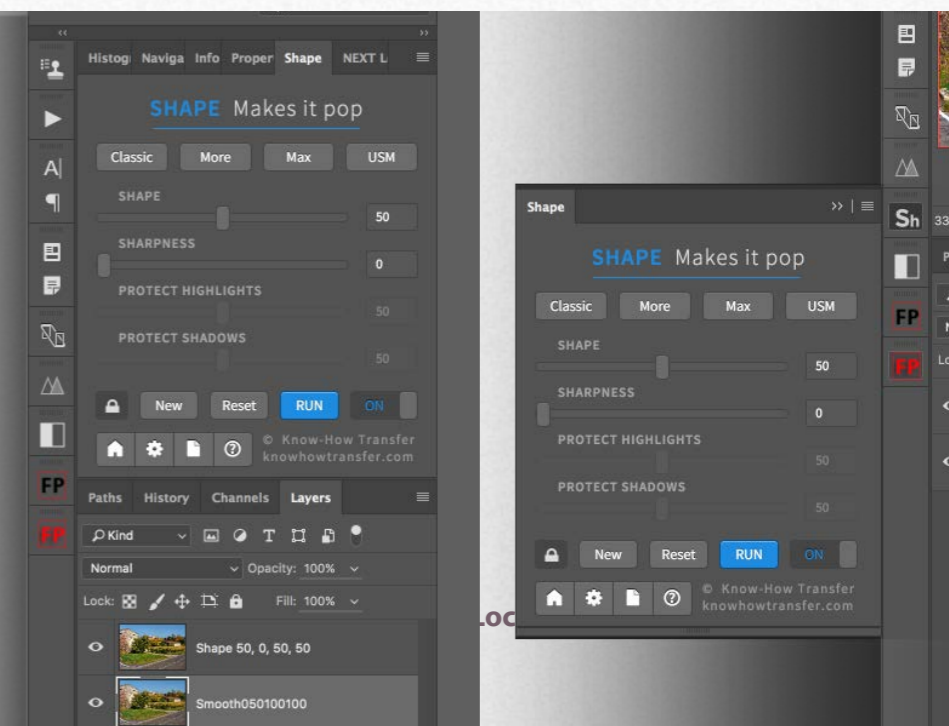 Histog Naviga Info Proper Shape NEXT L
SHAPE Makes it pop
Classic More Max USM
SHAPE
50
SHARPNESS
0
PROTECT HIGHLIGHTS
50
PROTECT SHADOWS
50
New Reset RUN ON
© Know-How Transfer
knowhowtransfer.com
FP
FP
Paths History Channels Layers
Kind
Normal Opacity: 100%
Lock: Fill: 100%
Shape 50, 0, 50, 50
Smooth050100100
Shape
SHAPE Makes it pop
Classic More Max USM
SHAPE
50
SHARPNESS
0
PROTECT HIGHLIGHTS
50
PROTECT SHADOWS
50
New Reset RUN ON
© Know-How Transfer
knowhowtransfer.com
Sh
33
FP
FP
Lo